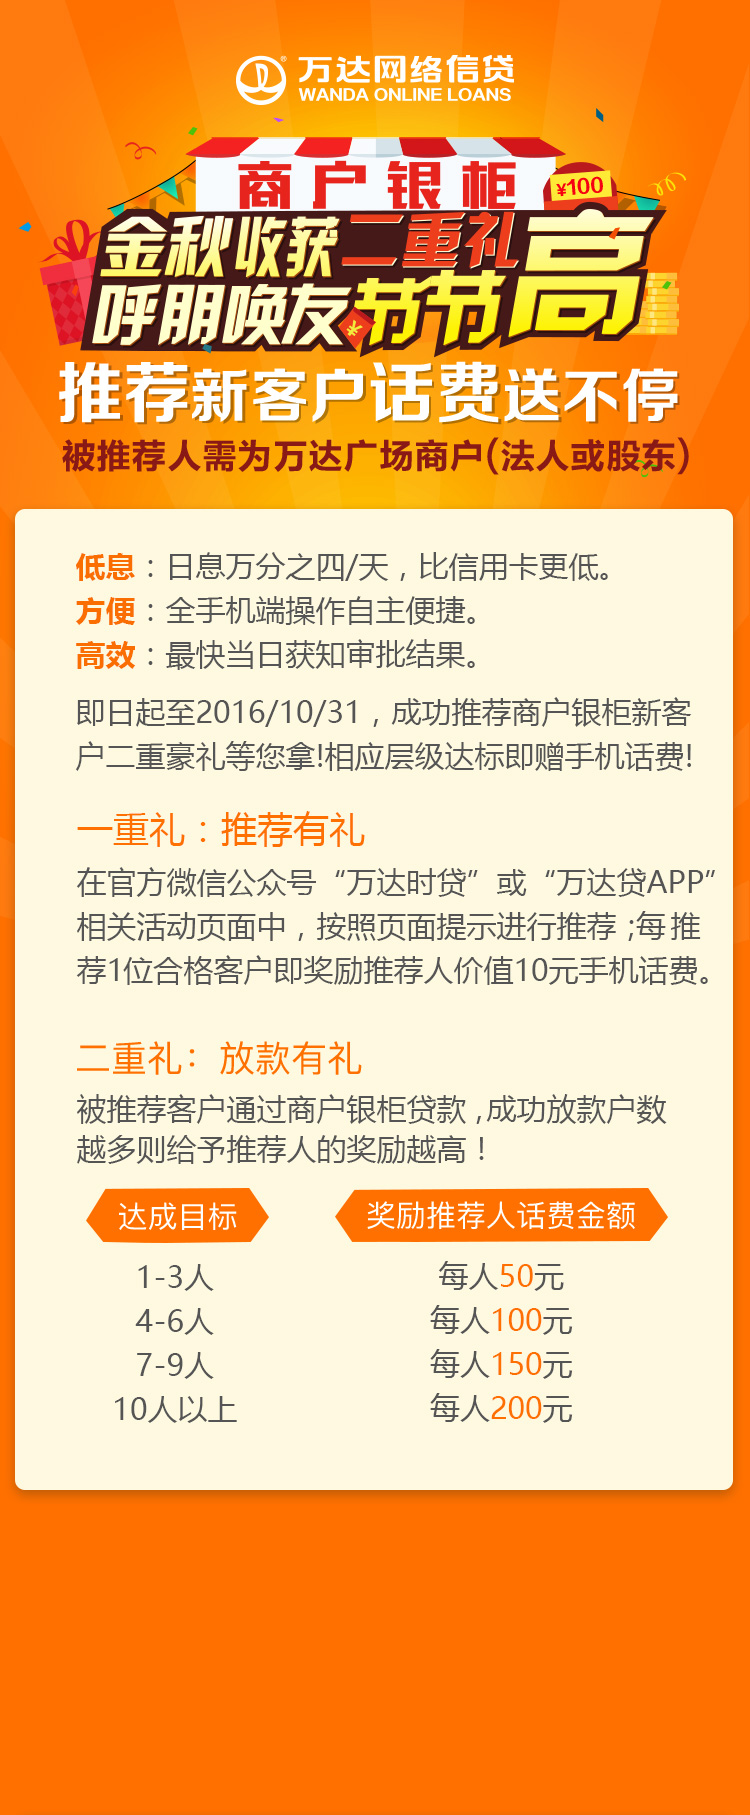 万达网络信贷
WANDA ONLINE LOANS
商户银柜
¥100
金秋收获二重礼
呼朋唤友节节高
推荐新客户话费送不停
被推荐人需为万达广场商户(法人或股东)
低息：日息万分之四/天，比信用卡更低。
方便：全手机端操作自主便捷。
高效：最快当日获知审批结果。
即日起至2016/10/31，成功推荐商户银柜新客
户二重豪礼等您拿!相应层级达标即赠手机话费!
一重礼：推荐有礼
在官方微信公众号“万达时贷”或“万达贷APP”
相关活动页面中，按照页面提示进行推荐;每推
荐1位合格客户即奖励推荐人价值10元手机话费。
二重礼：放款有礼
被推荐客户通过商户银柜贷款,成功放款户数
越多则给予推荐人的奖励越高！
达成目标 奖励推荐人话费金额
1-3人 每人50元
4-6人 每人100元
7-9人 每人150元
10人以上 每人200元